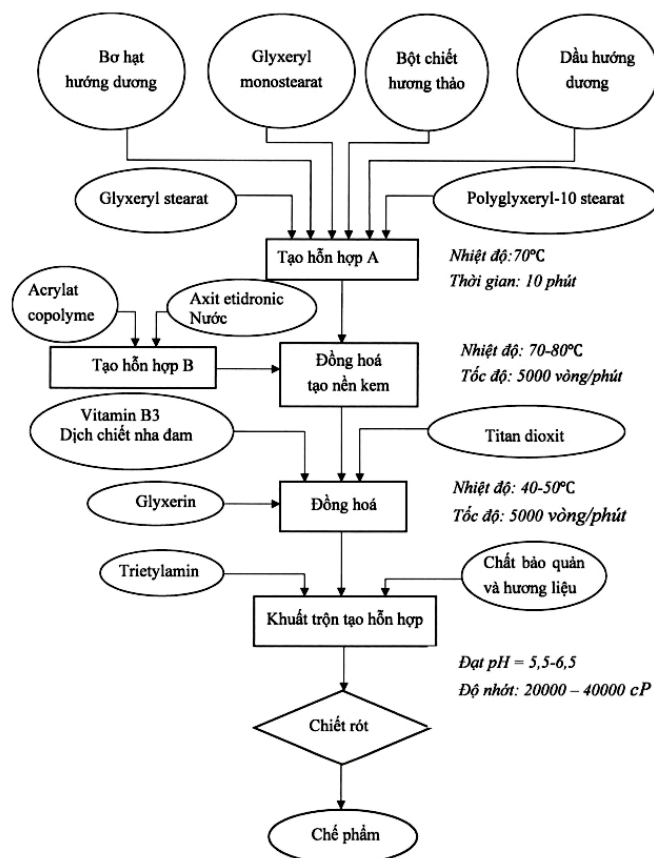 Bơ hạt
hướng dương
Glyxeryl
monostearat
Bột chiết
hương thảo
Dầu hướng
dương
Glyxeryl stearat
Polyglyxeryl-10 stearat
Tạo hỗn hợp A
Nhiệt độ:70℃
Thời gian: 10 phút
Acrylat
copolyme
Axit etidronic
Nước
Tạo hỗn hợp B
Đồng hoá
tạo nền kem
Nhiệt độ: 70-80℃
Tốc độ: 5000 vòng/phút
Vitamin B3
Dịch chiết nha đam
Titan dioxit
Glyxerin
Đồng hoá
Nhiệt độ: 40-50℃
Tốc độ: 5000 vòng/phút
Trietylamin
Chất bảo quản
và hương liệu
Khuất trộn tạo hỗn hợp
Đạt pH = 5,5-6,5
Độ nhớt: 20000 – 40000 cP
Chiết rót
Chế phẩm